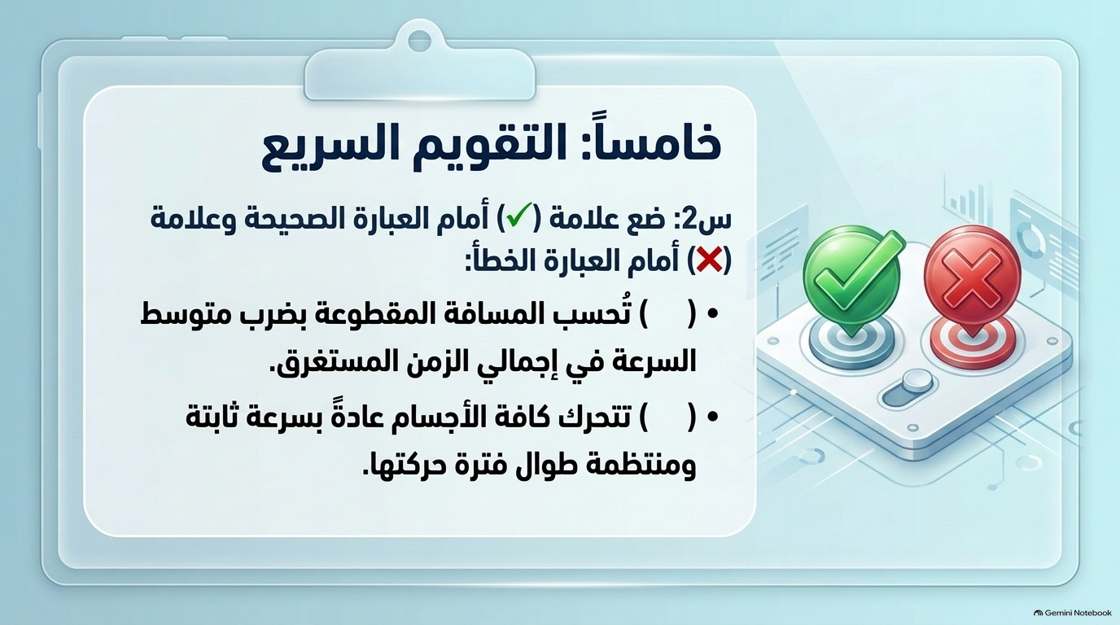 خامساً: التقويم السريع
س2: ضع علامة (✓) أمام العبارة الصحيحة وعلامة
(❌) أمام العبارة الخطأ:
• (    ) تُحسب المسافة المقطوعة بضرب متوسط
السرعة في إجمالي الزمن المستغرق.
• (    ) تتحرك كافة الأجسام عادةً بسرعة ثابتة
ومنتظمة طوال فترة حركتها.
Gemini Notebook